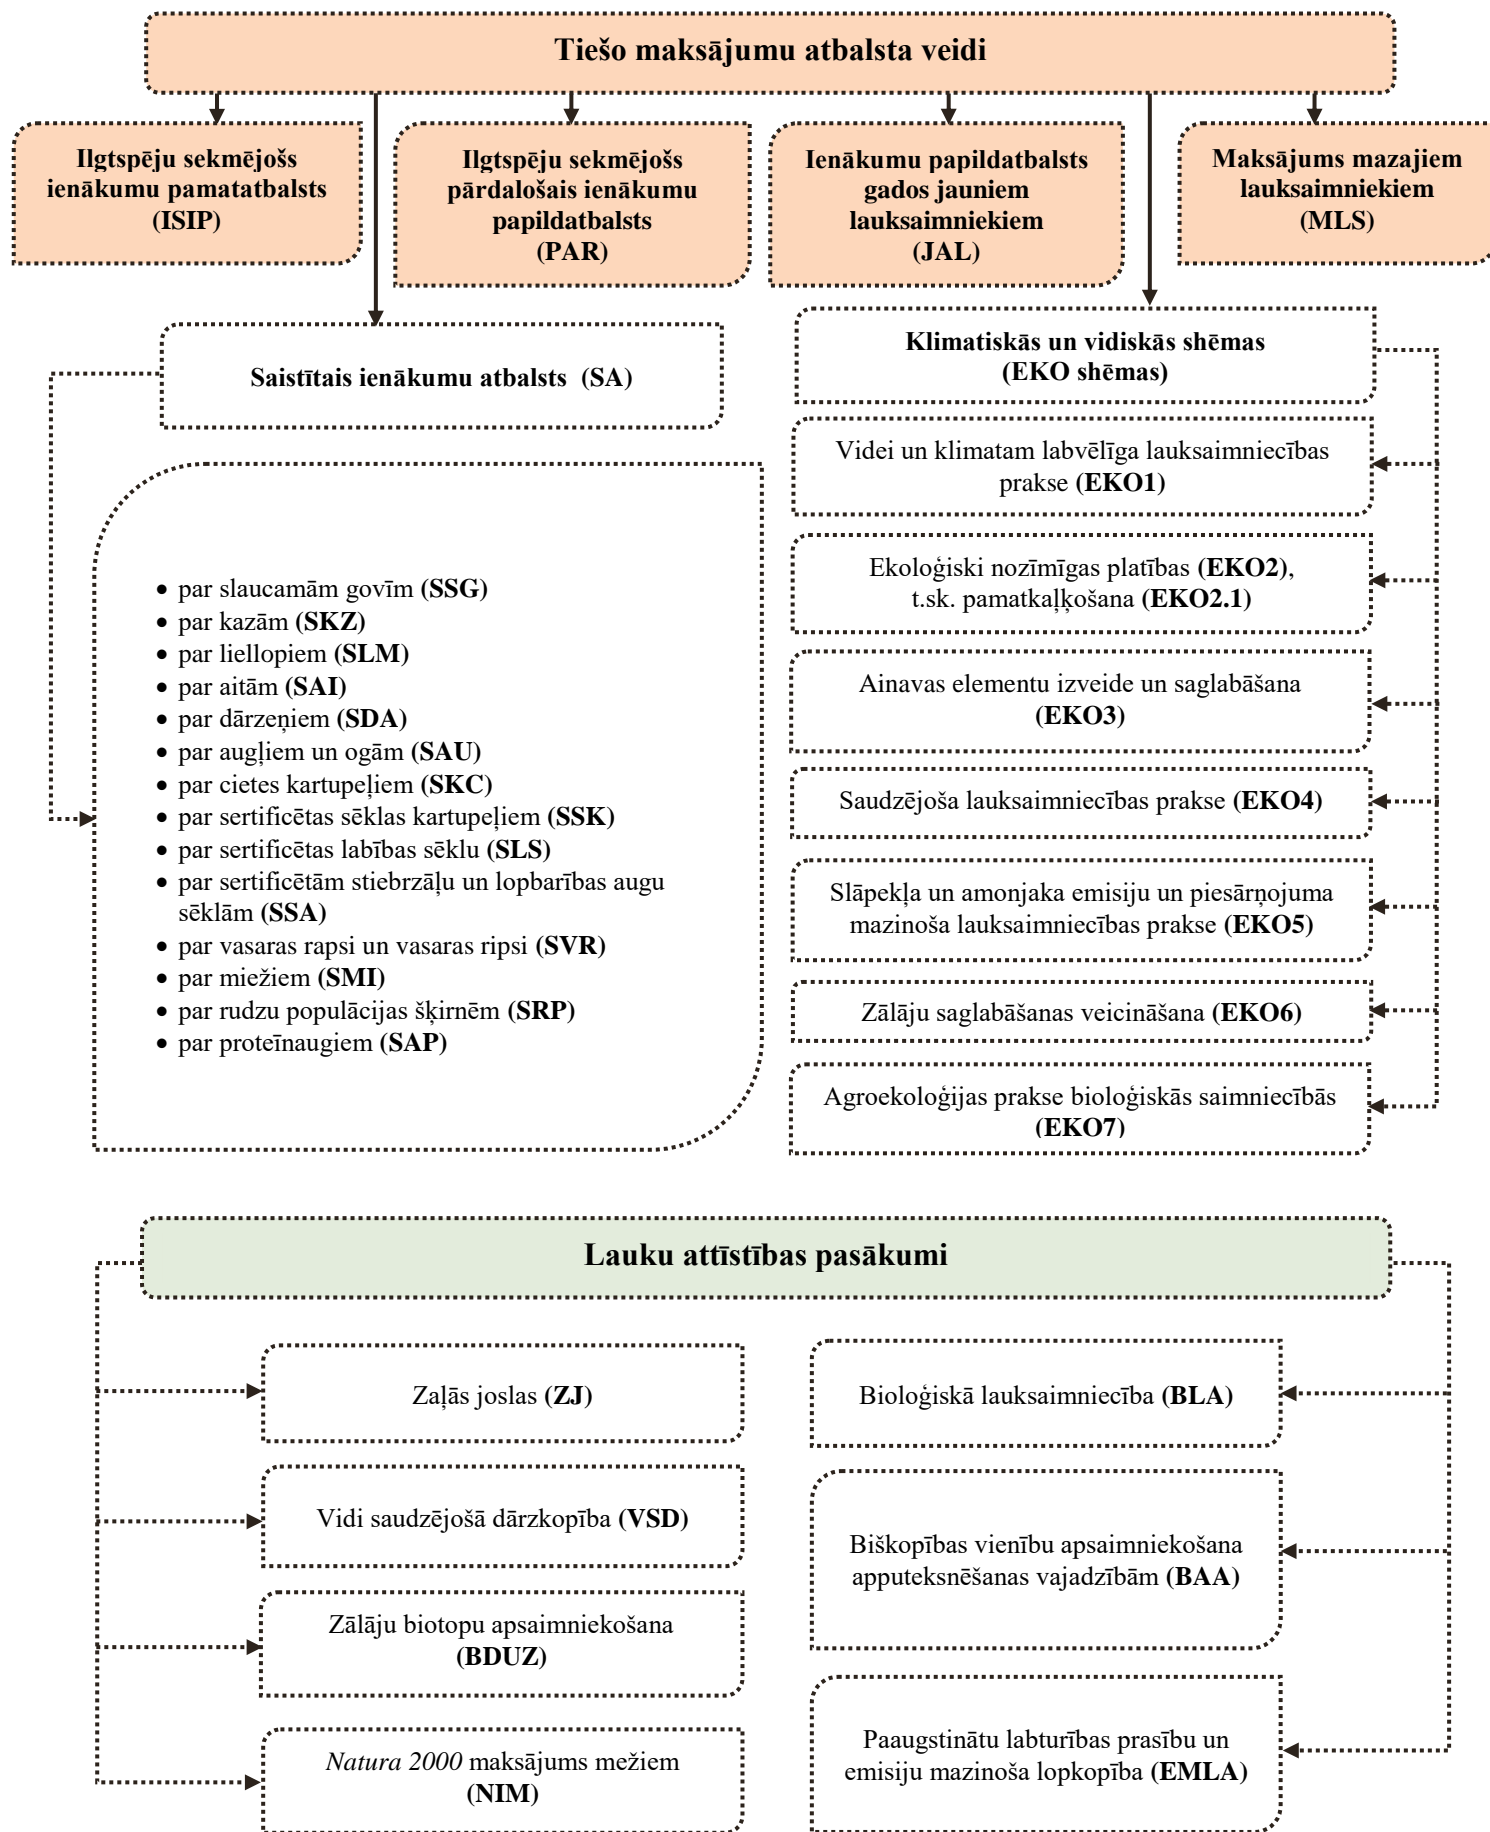 Tiešo maksājumu atbalsta veidi
Ilgtspēju sekmējošs
ienākumu pamatatbalsts
(ISIP)
Ilgtspēju sekmējošs
pārdalošais ienākumu
papildatbalsts
(PAR)
Ienākumu papildatbalsts
gados jauniem
lauksaimniekiem
(JAL)
Maksājums mazajiem
lauksaimniekiem
(MLS)
Saistītais ienākumu atbalsts (SA)
• par slaucamām govīm (SSG)
• par kazām (SKZ)
• par liellopiem (SLM)
• par aitām (SAI)
• par dārzeņiem (SDA)
• par augļiem un ogām (SAU)
• par cietes kartupeļiem (SKC)
• par sertificētas sēklas kartupeļiem (SSK)
• par sertificētas labības sēklu (SLS)
• par sertificētām stiebrzāļu un lopbarības augu
sēklām (SSA)
• par vasaras rapsi un vasaras ripsi (SVR)
• par miežiem (SMI)
• par rudzu populācijas šķirnēm (SRP)
• par proteīnaugiem (SAP)
Klimatiskās un vidiskās shēmas
(EKO shēmas)
Videi un klimatam labvēlīga lauksaimniecības
prakse (EKO1)
Ekoloģiski nozīmīgas platības (EKO2),
t.sk. pamatkaļķošana (EKO2.1)
Ainavas elementu izveide un saglabāšana
(EKO3)
Saudzējoša lauksaimniecības prakse (EKO4)
Slāpekļa un amonjaka emisiju un piesārņojuma
mazinoša lauksaimniecības prakse (EKO5)
Zālāju saglabāšanas veicināšana (EKO6)
Agroekoloģijas prakse bioloģiskās saimniecībās
(EKO7)
Lauku attīstības pasākumi
Zaļās joslas (ZJ)
Vidi saudzējošā dārzkopība (VSD)
Zālāju biotopu apsaimniekošana
(BDUZ)
Natura 2000 maksājums mežiem
(NIM)
Bioloģiskā lauksaimniecība (BLA)
Biškopības vienību apsaimniekošana
apputeksnēšanas vajadzībām (BAA)
Paaugstinātu labturības prasību un
emisiju mazinoša lopkopība (EMLA)